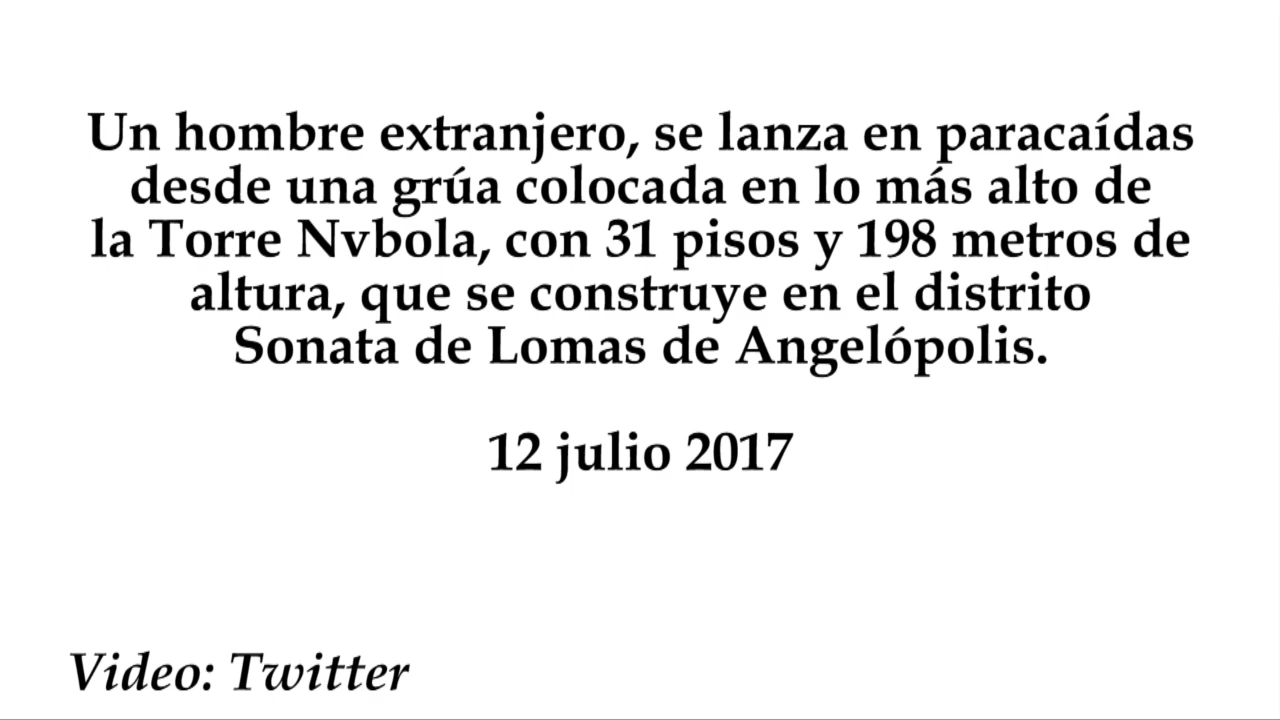 Un hombre extranjero, se lanza en paracaídas
desde una grúa colocada en lo más alto de
la Torre Nvbola, con 31 pisos y 198 metros de
altura, que se construye en el distrito
Sonata de Lomas de Angelópolis.
12 julio 2017
Video: Twitter